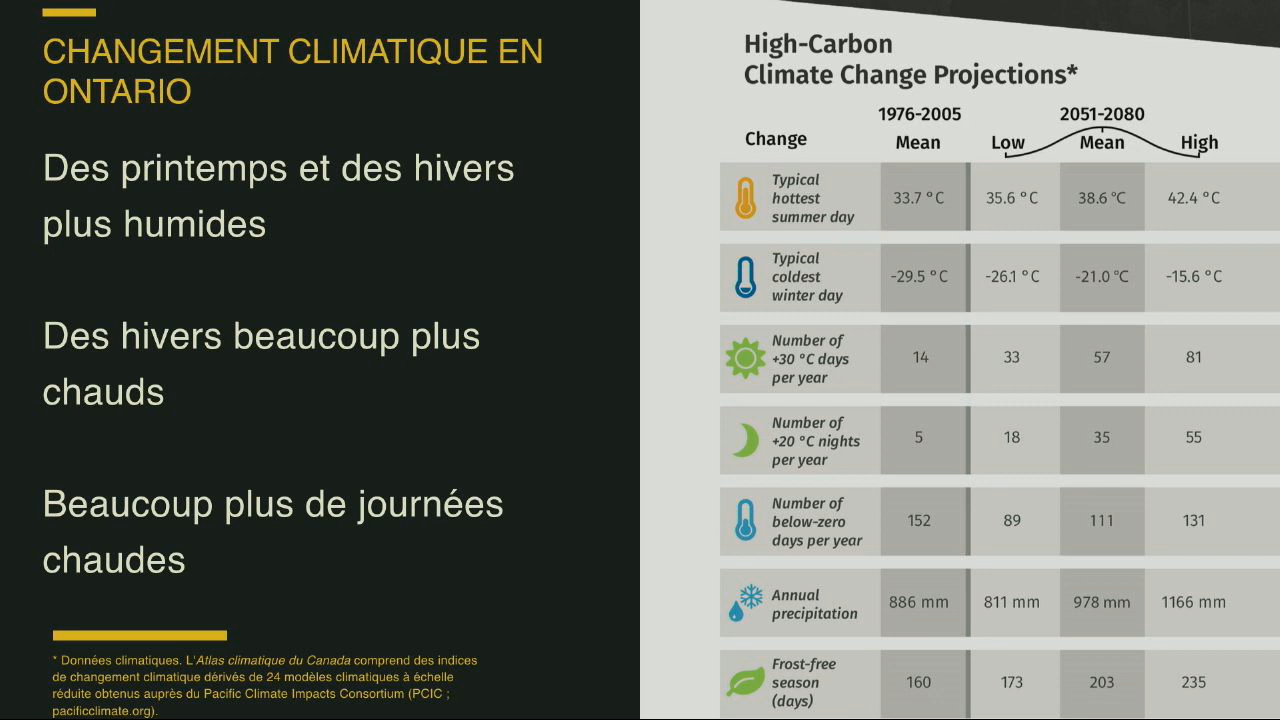 CHANGEMENT CLIMATIQUE EN
ONTARIO
Des printemps et des hivers
plus humides
Des hivers beaucoup plus
chauds
Beaucoup plus de journées
chaudes
* Données climatiques. L'Atlas climatique du Canada comprend des indices
de changement climatique dérivés de 24 modèles climatiques à échelle
réduite obtenus auprès du Pacific Climate Impacts Consortium (PCIC ;
pacificclimate.org).
High-Carbon
Climate Change Projections*
1976-2005 2051-2080
Change Mean Low Mean High
Typical
hottest
summer day
33.7 °C 35.6 °C 38.6 °C 42.4 °C
Typical
coldest
winter day
-29.5 °C -26.1 °C -21.0 °C -15.6 °C
Number of
+30 °C days
per year
14 33 57 81
Number of
+20 °C nights
per year
5 18 35 55
Number of
below-zero
days per year
152 89 111 131
Annual
precipitation
886 mm 811 mm 978 mm 1166 mm
Frost-free
season
(days)
160 173 203 235